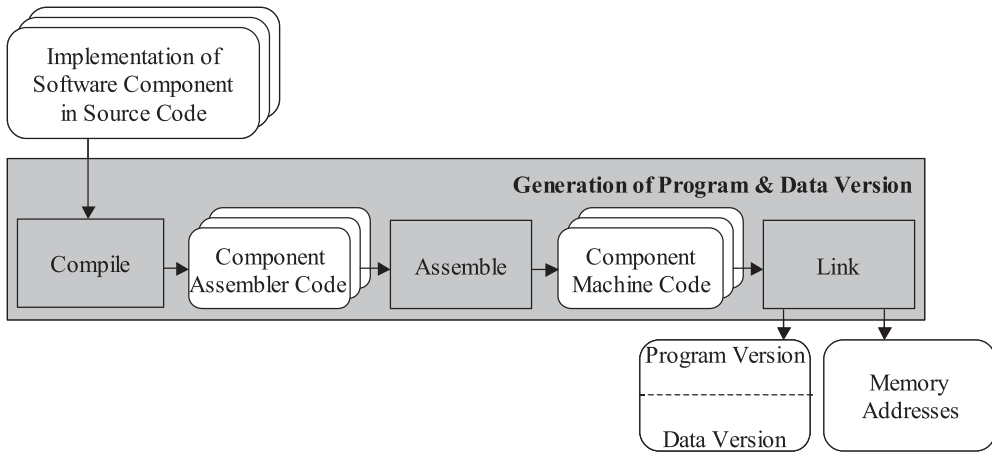 Implementation of
Software Component
in Source Code
Generation of Program & Data Version
Compile
Component
Assembler Code
Assemble
Component
Machine Code
Link
Program Version
Data Version
Memory
Addresses